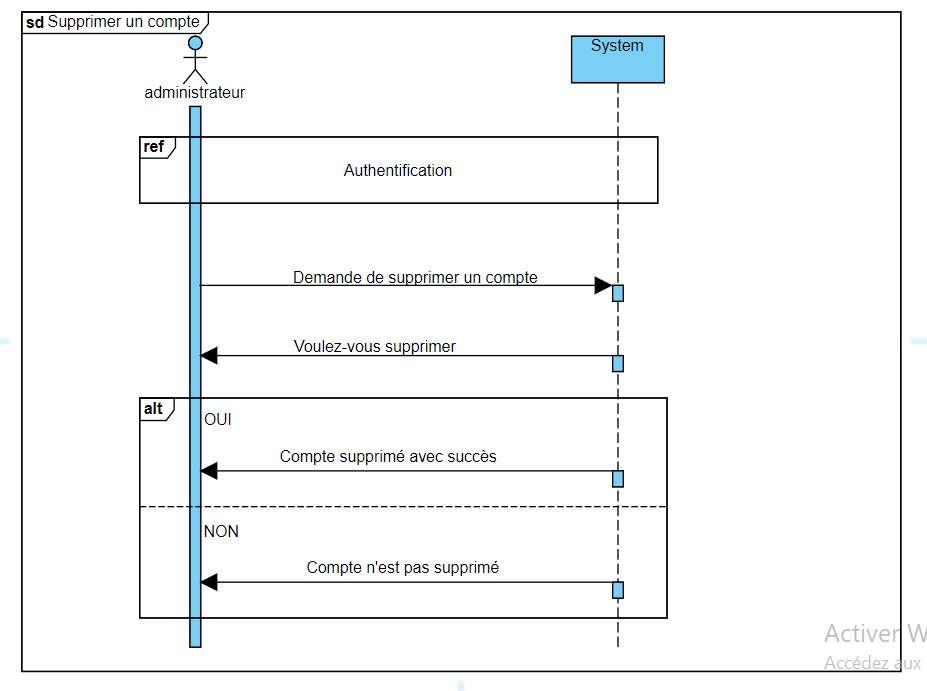 sd Supprimer un compte
System
administrateur
ref
Authentification
Demande de supprimer un compte
Voulez-vous supprimer
alt
OUI
Compte supprimé avec succès
NON
Compte n'est pas supprimé
Activer W
Accédez aux